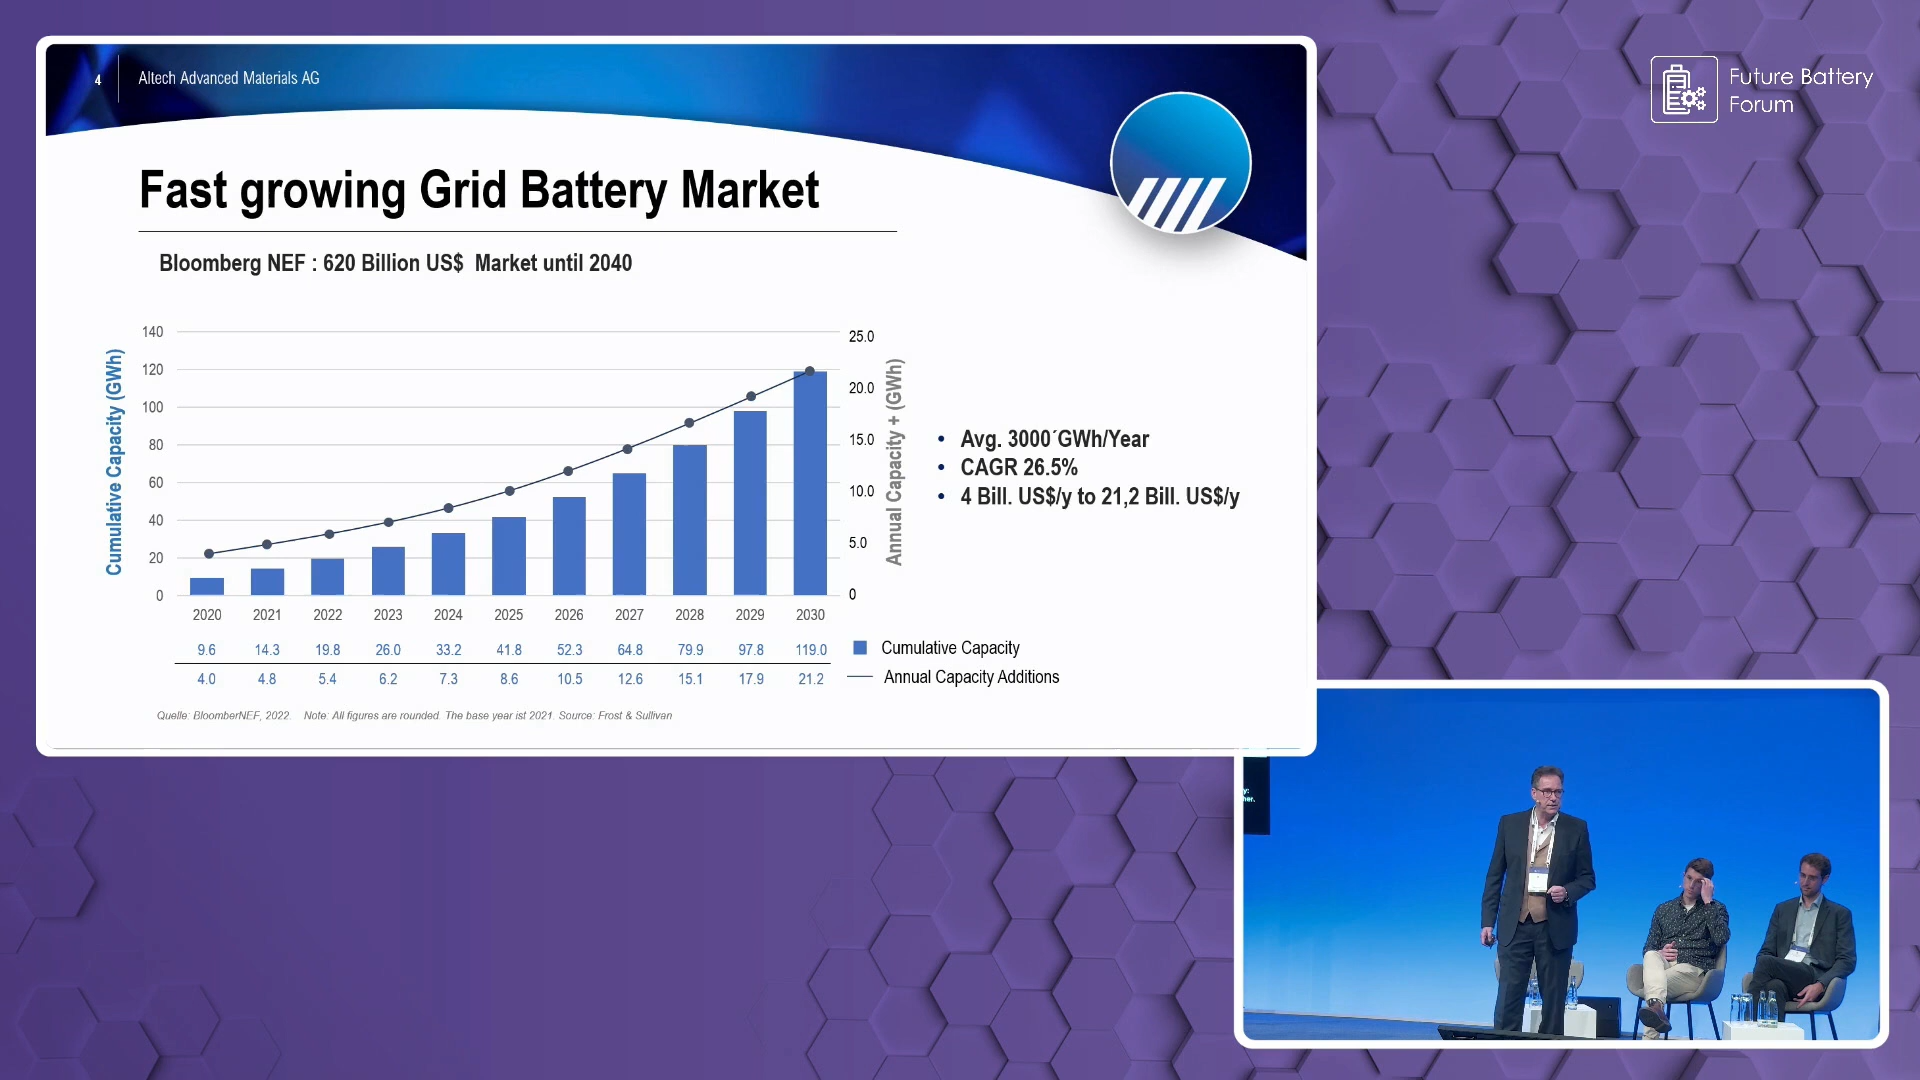 4
Altech Advanced Materials AG
Future Battery
Forum
Fast growing Grid Battery Market
Bloomberg NEF : 620 Billion US$ Market until 2040
Cumulative Capacity (GWh)
140
120
100
80
60
40
20
0
25.0
20.0
15.0
10.0
5.0
0
Annual Capacity + (GWh)
• Avg. 3000´GWh/Year
• CAGR 26.5%
• 4 Bill. US$/y to 21,2 Bill. US$/y
2020 2021 2022 2023 2024 2025 2026 2027 2028 2029 2030
9.6 14.3 19.8 26.0 33.2 41.8 52.3 64.8 79.9 97.8 119.0
Cumulative Capacity
4.0 4.8 5.4 6.2 7.3 8.6 10.5 12.6 15.1 17.9 21.2
Annual Capacity Additions
Quelle: BloomberNEF, 2022. Note: All figures are rounded. The base year ist 2021. Source: Frost & Sullivan